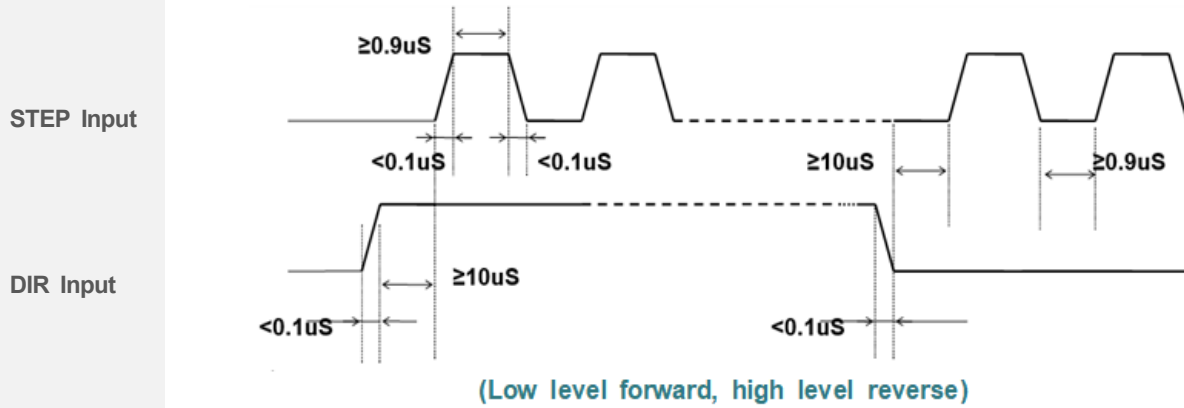 ≥0.9uS
STEP Input
<0.1uS
<0.1uS
≥10uS
≥0.9uS
DIR Input
≥10uS
<0.1uS
<0.1uS
(Low level forward, high level reverse)